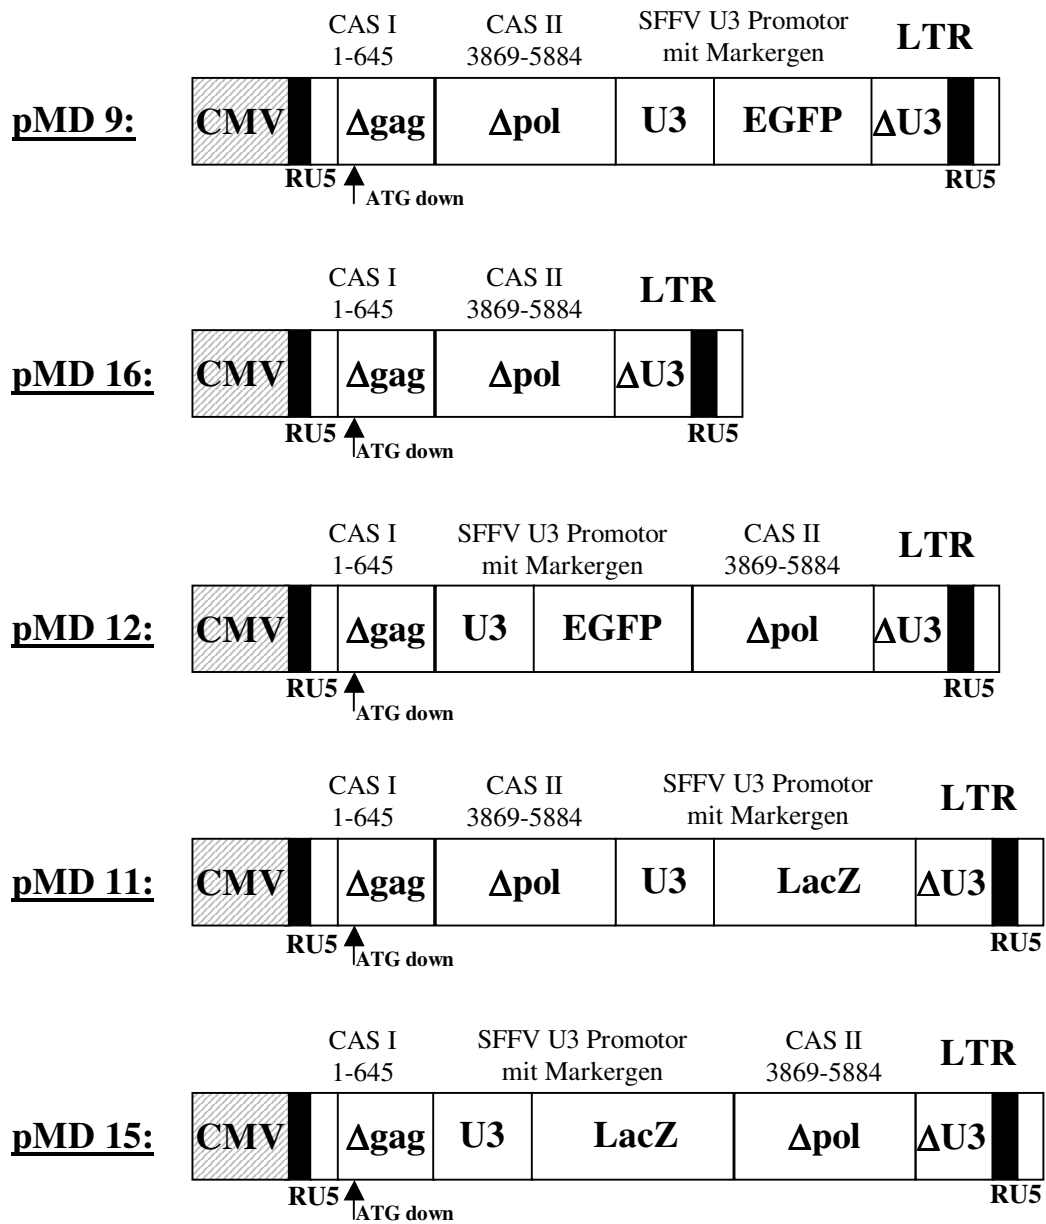 CAS I CAS II SFFV U3 Promotor LTR
1-645 3869-5884 mit Markergen
pMD 9: CMV Δgag Δpol U3 EGFP ΔU3
RU5 ATG down RU5
CAS I CAS II LTR
1-645 3869-5884
pMD 16: CMV Δgag Δpol ΔU3
RU5 ATG down RU5
CAS I SFFV U3 Promotor CAS II LTR
1-645 mit Markergen 3869-5884
pMD 12: CMV Δgag U3 EGFP Δpol ΔU3
RU5 ATG down RU5
CAS I CAS II SFFV U3 Promotor LTR
1-645 3869-5884 mit Markergen
pMD 11: CMV Δgag Δpol U3 LacZ ΔU3
RU5 ATG down RU5
CAS I SFFV U3 Promotor CAS II LTR
1-645 mit Markergen 3869-5884
pMD 15: CMV Δgag U3 LacZ Δpol ΔU3
RU5 ATG down RU5